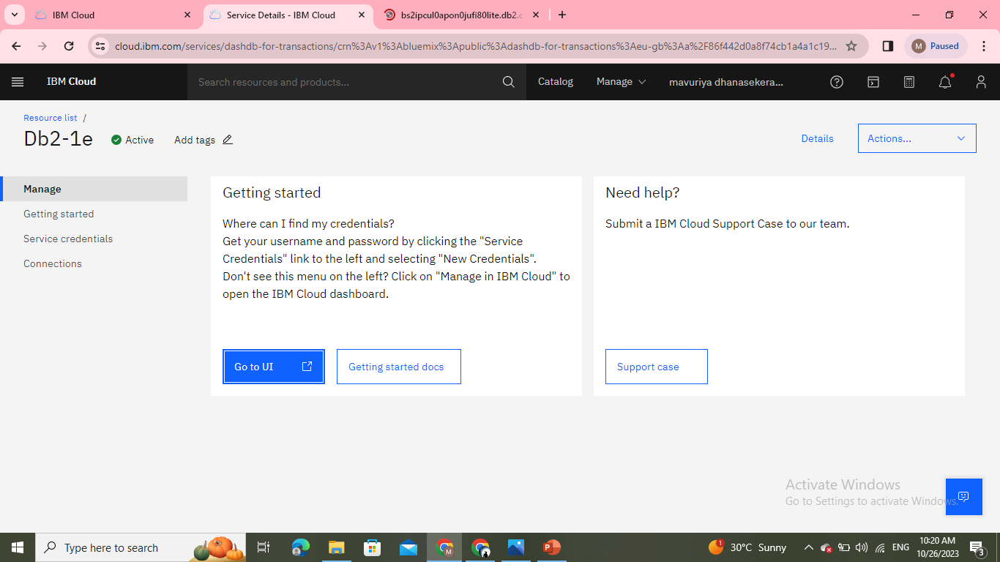 IBM Cloud
Service Details - IBM Cloud
bs2ipcul0apon0jufi80lite.db2.c
cloud.ibm.com/services/dashdb-for-transactions/crn%3Av1%3Abluemix%3Apublic%3Adashdb-for-transactions%3Aeu-gb%3Aa%2F86f442d0a8f74cb1a4a1c19...
M
Paused
IBM Cloud
Search resources and products...
Catalog
Manage
mavuriya dhanasekera...
Resource list /
Db2-1e
Active
Add tags
Details
Actions...
Manage
Getting started
Service credentials
Connections
Getting started
Where can I find my credentials?
Get your username and password by clicking the "Service
Credentials" link to the left and selecting "New Credentials".
Don't see this menu on the left? Click on "Manage in IBM Cloud" to
open the IBM Cloud dashboard.
Go to UI
Getting started docs
Need help?
Submit a IBM Cloud Support Case to our team.
Support case
Activate Windows
Go to Settings to activate Windows.
Type here to search
30°C Sunny
ENG
10:20 AM
10/26/2023
3